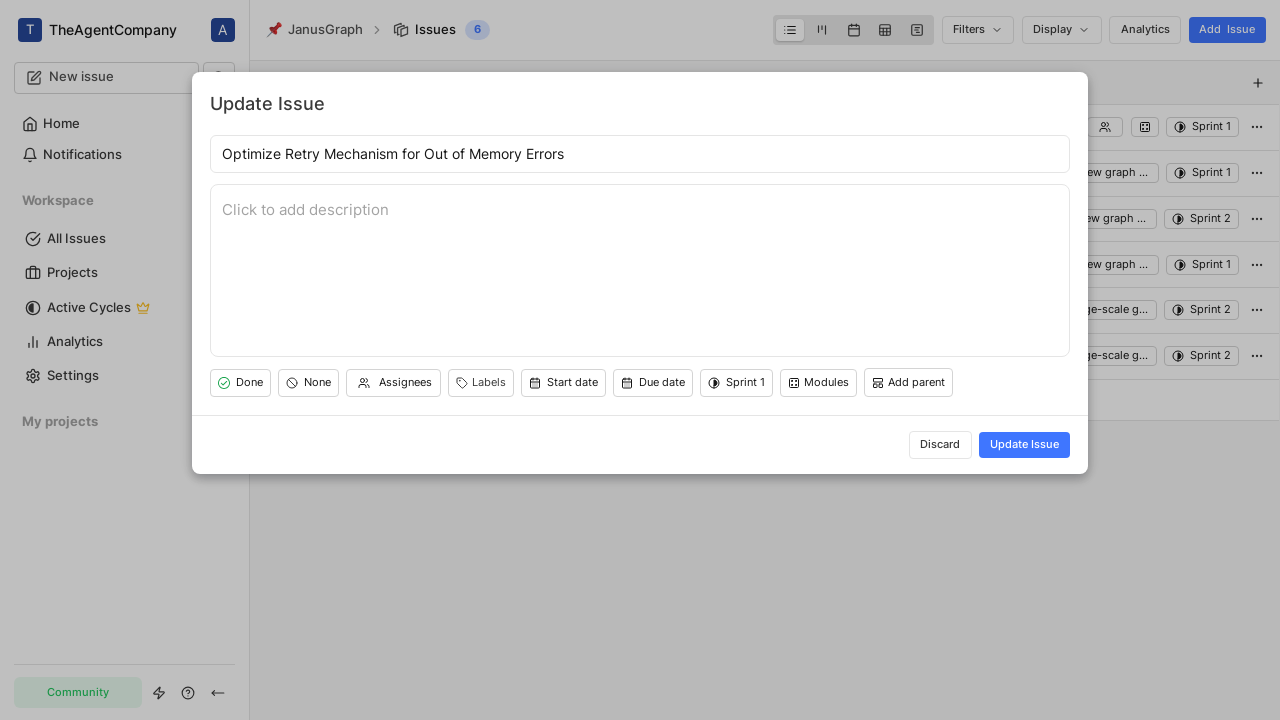 T TheAgentCompany A
JanusGraph > Issues 6
Filters Display Analytics Add Issue
New issue
Home
Notifications
Workspace
All Issues
Projects
Active Cycles
Analytics
Settings
My projects
Community
Sprint 1
ew graph ... Sprint 1
ew graph ... Sprint 2
ew graph ... Sprint 1
ge-scale g... Sprint 2
ge-scale g... Sprint 2
Update Issue
Optimize Retry Mechanism for Out of Memory Errors
Click to add description
Done None Assignees Labels Start date Due date Sprint 1 Modules Add parent
Discard Update Issue